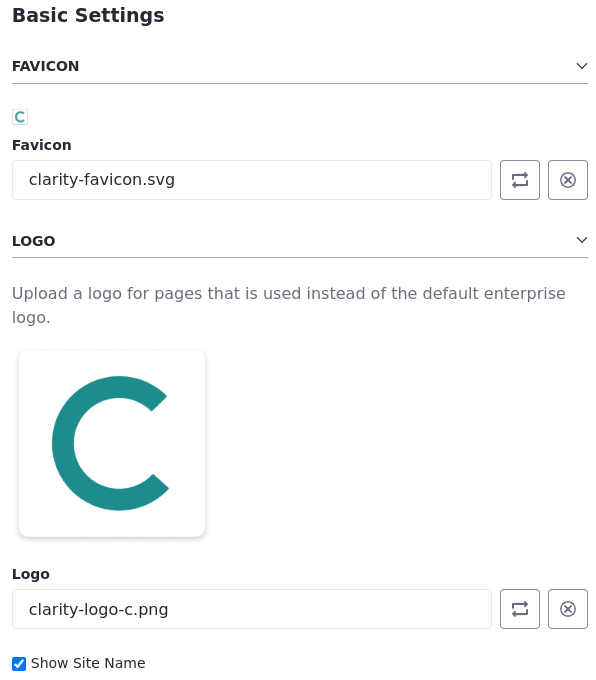 Basic Settings
FAVICON
Favicon
clarity-favicon.svg
LOGO
Upload a logo for pages that is used instead of the default enterprise
logo.
Logo
clarity-logo-c.png
Show Site Name